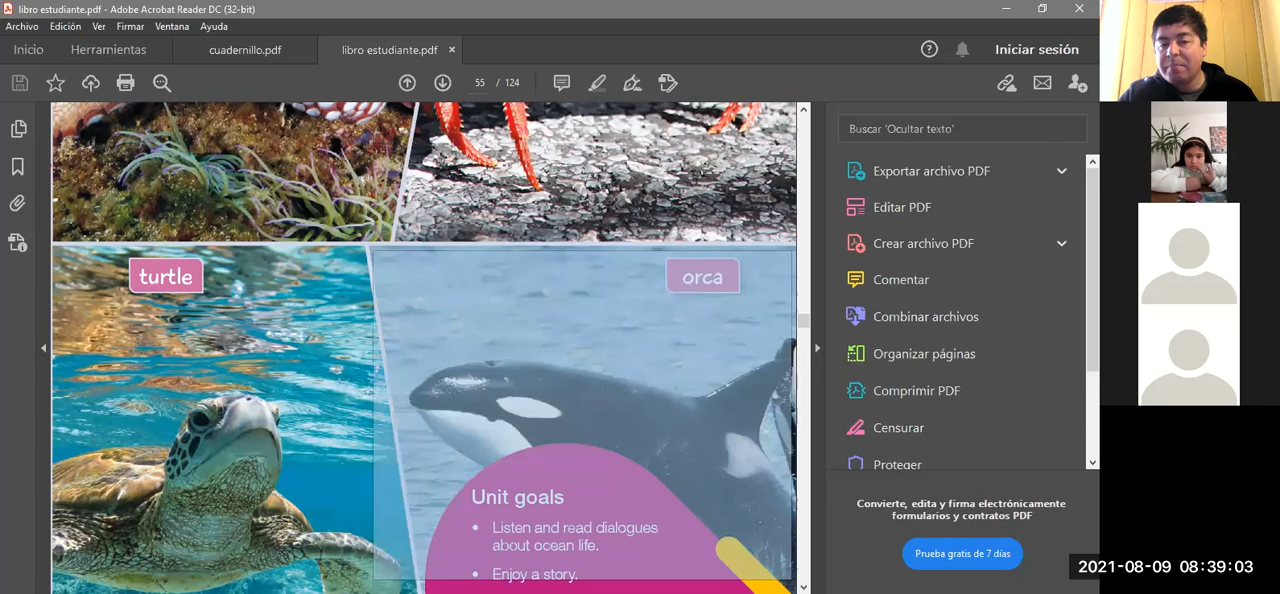 libro estudiante.pdf - Adobe Acrobat Reader DC (32-bit)
Archivo Edición Ver Firmar Ventana Ayuda
Inicio Herramientas cuadernillo.pdf libro estudiante.pdf × Iniciar sesión
55 / 124
turtle
orca
Unit goals
• Listen and read dialogues
about ocean life.
• Enjoy a story.
Buscar 'Ocultar texto'
Exportar archivo PDF
Editar PDF
Crear archivo PDF
Comentar
Combinar archivos
Organizar páginas
Comprimir PDF
Censurar
Proteger
Convierte, edita y firma electrónicamente
formularios y contratos PDF
Prueba gratis de 7 días
2021-08-09 08:39:03